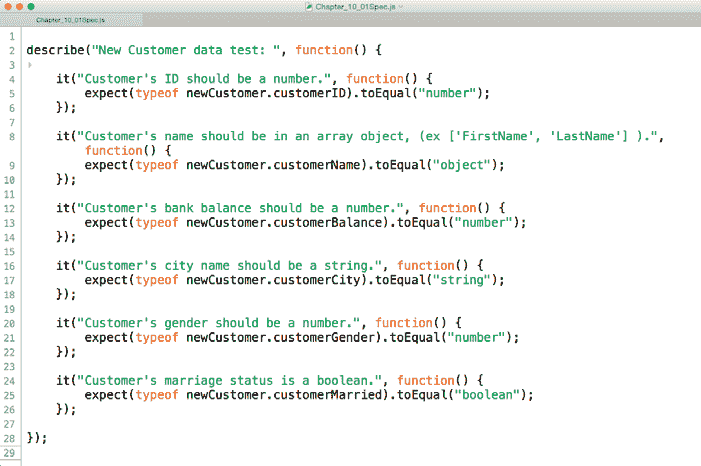 Chapter_10_01Spec.js
Chapter_10_01Spec.js
1
2 describe("New Customer data test: ", function() {
3
4 it("Customer's ID should be a number.", function() {
5 expect(typeof newCustomer.customerID).toEqual("number");
6 });
7
8 it("Customer's name should be in an array object, (ex ['FirstName', 'LastName'] ).",
function() {
9 expect(typeof newCustomer.customerName).toEqual("object");
10 });
11
12 it("Customer's bank balance should be a number.", function() {
13 expect(typeof newCustomer.customerBalance).toEqual("number");
14 });
15
16 it("Customer's city name should be a string.", function() {
17 expect(typeof newCustomer.customerCity).toEqual("string");
18 });
19
20 it("Customer's gender should be a number.", function() {
21 expect(typeof newCustomer.customerGender).toEqual("number");
22 });
23
24 it("Customer's marriage status is a boolean.", function() {
25 expect(typeof newCustomer.customerMarried).toEqual("boolean");
26 });
27
28 });
29